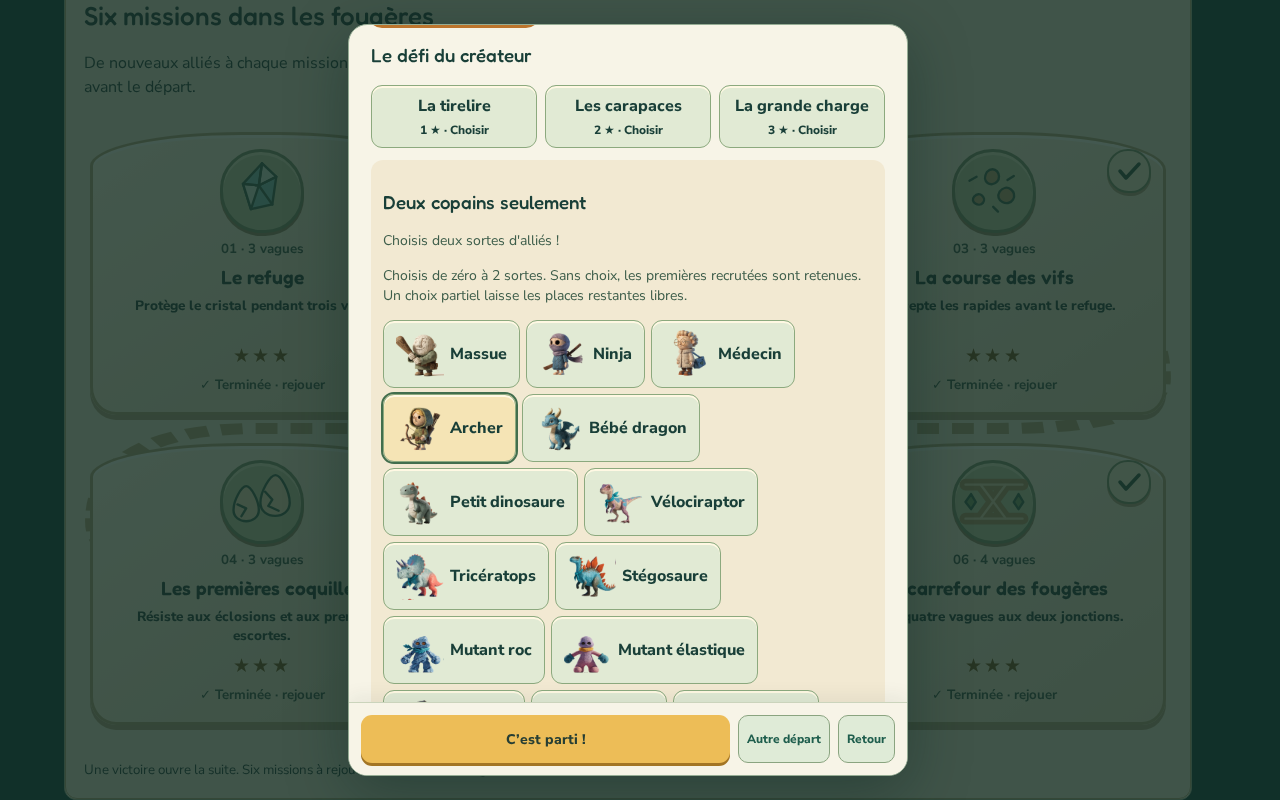 Six missions dans les fougères
De nouveaux alliés à chaque mission
avant le départ.
Le défi du créateur
La tirelire
1 ★ · Choisir
Les carapaces
2 ★ · Choisir
La grande charge
3 ★ · Choisir
Deux copains seulement
Choisis deux sortes d'alliés !
Choisis de zéro à 2 sortes. Sans choix, les premières recrutées sont retenues.
Un choix partiel laisse les places restantes libres.
Massue
Ninja
Médecin
Archer
Bébé dragon
Petit dinosaure
Vélociraptor
Tricératops
Stégosaure
Mutant roc
Mutant élastique
C'est parti !
Autre départ
Retour
01 · 3 vagues
Le refuge
Protège le cristal pendant trois
★ ★ ★
✓ Terminée · rejouer
03 · 3 vagues
La course des vifs
les rapides avant le refuge.
★ ★ ★
✓ Terminée · rejouer
04 · 3 vagues
Les premières
Résiste aux éclosions et aux
escortes.
★ ★ ★
✓ Terminée · rejouer
06 · 4 vagues
carrefour des fougères
vagues aux deux jonctions.
★ ★ ★
✓ Terminée · rejouer
Une victoire ouvre la suite. Six missions à